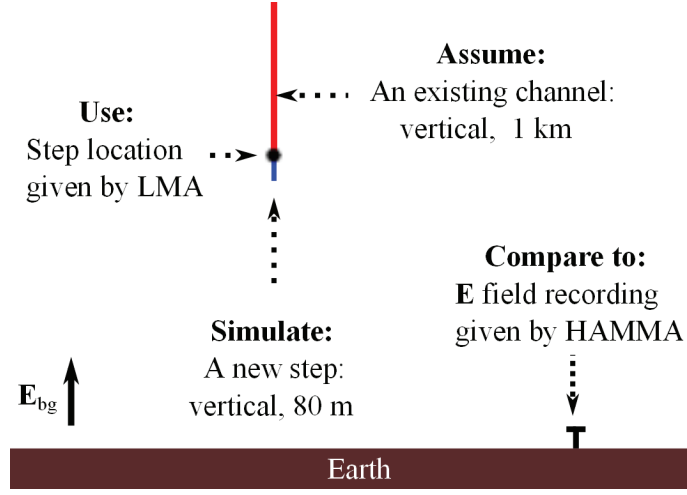 Assume:
An existing channel:
vertical, 1 km
Use:
Step location
given by LMA
Compare to:
E field recording
given by HAMMA
Simulate:
A new step:
vertical, 80 m
Ebg
Earth